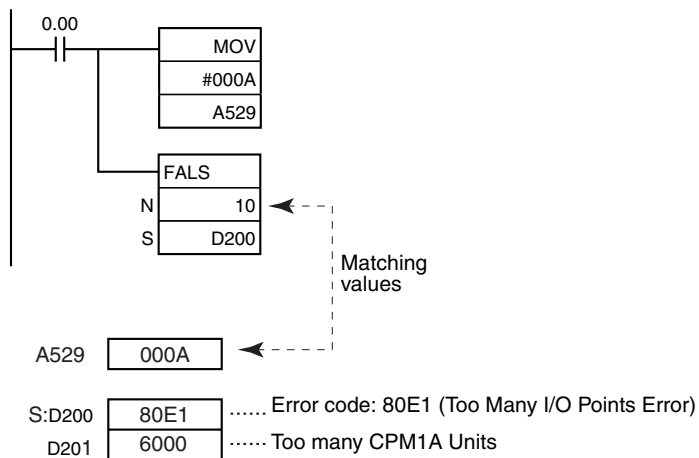 0.00
MOV
#000A
A529
FALS
N 10
S D200
Matching
values
A529 000A
S:D200 80E1 ...... Error code: 80E1 (Too Many I/O Points Error)
D201 6000 ...... Too many CPM1A Units